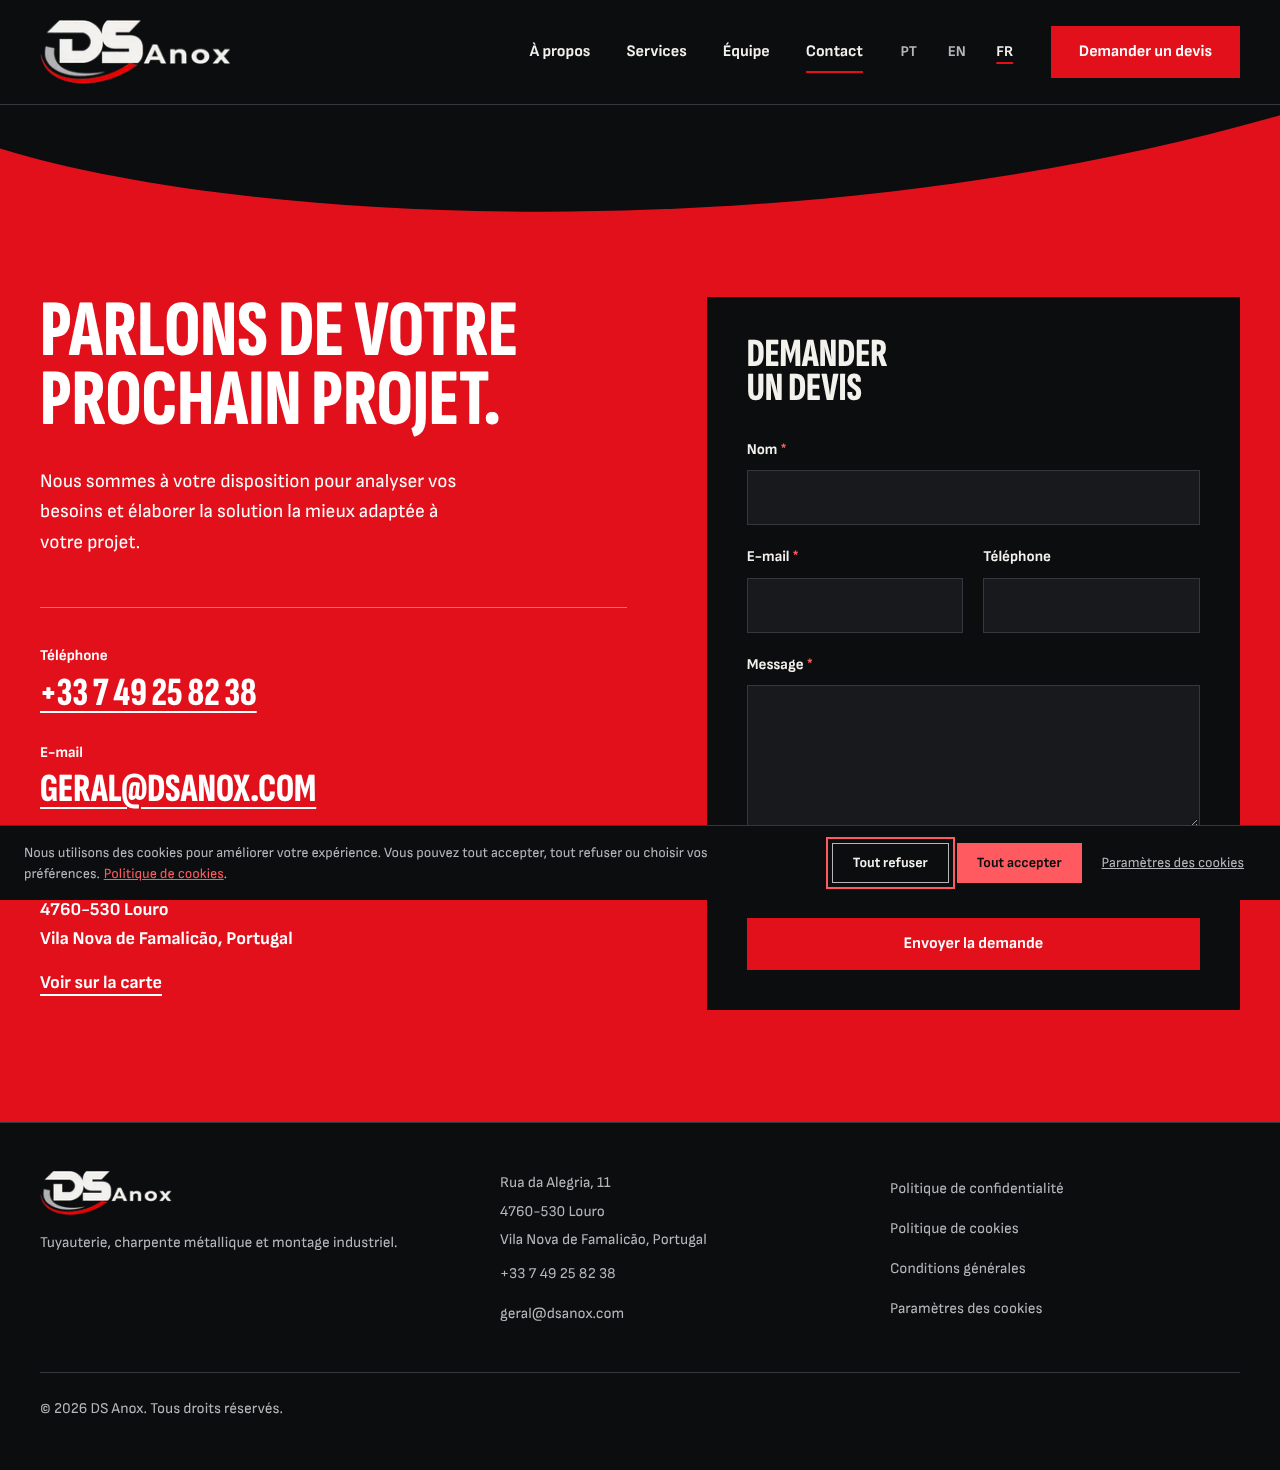 DS Anox
À propos
Services
Équipe
Contact
PT
EN
FR
Demander un devis
PARLONS DE VOTRE
PROCHAIN PROJET.
Nous sommes à votre disposition pour analyser vos
besoins et élaborer la solution la mieux adaptée à
votre projet.
Téléphone
+33 7 49 25 82 38
E-mail
GERAL@DSANOX.COM
DEMANDER
UN DEVIS
Nom *
E-mail *
Téléphone
Message *
Nous utilisons des cookies pour améliorer votre expérience. Vous pouvez tout accepter, tout refuser ou choisir vos
préférences. Politique de cookies.
Tout refuser
Tout accepter
Paramètres des cookies
4760-530 Louro
Vila Nova de Famalicão, Portugal
Voir sur la carte
Envoyer la demande
DS Anox
Tuyauterie, charpente métallique et montage industriel.
Rua da Alegria, 11
4760-530 Louro
Vila Nova de Famalicão, Portugal
+33 7 49 25 82 38
geral@dsanox.com
Politique de confidentialité
Politique de cookies
Conditions générales
Paramètres des cookies
© 2026 DS Anox. Tous droits réservés.